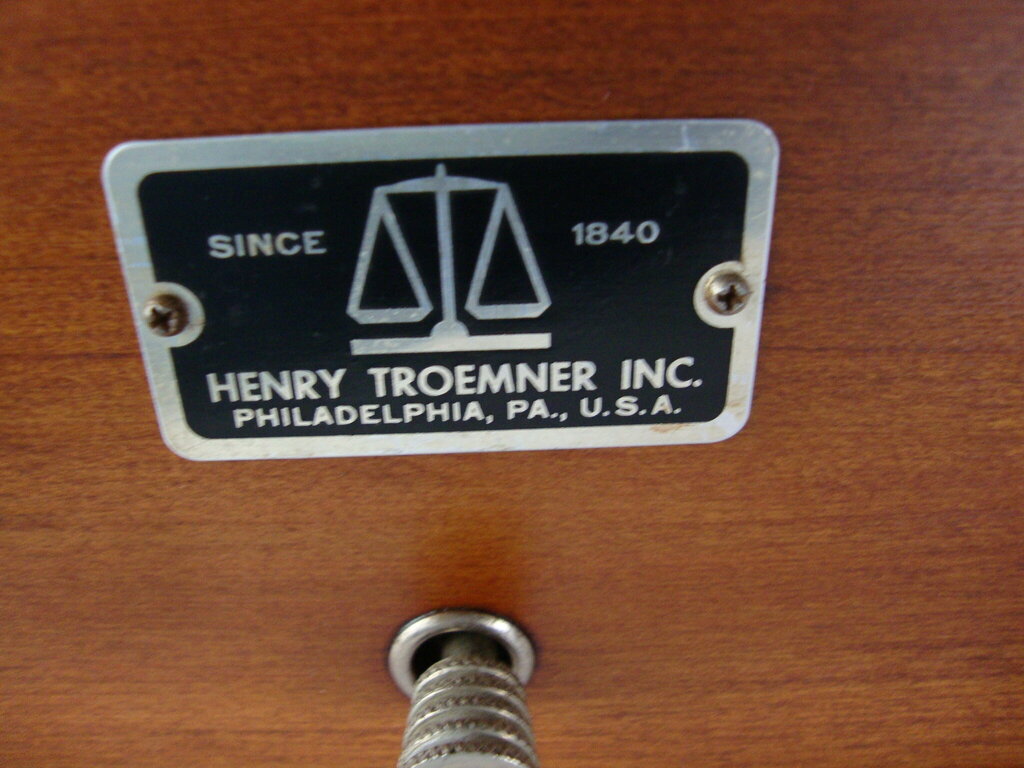 SINCE 1840
HENRY TROEMNER INC.
PHILADELPHIA, PA., U.S.A.